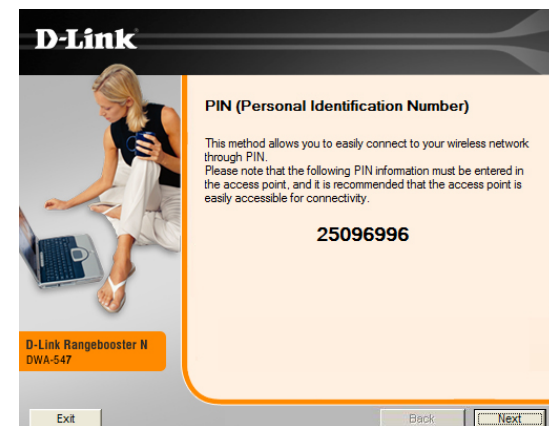 D-Link
PIN (Personal Identification Number)
This method allows you to easily connect to your wireless network
through PIN.
Please note that the following PIN information must be entered in
the access point, and it is recommended that the access point is
easily accessible for connectivity.
25096996
D-Link Rangebooster N
DWA-547
Exit
Back
Next